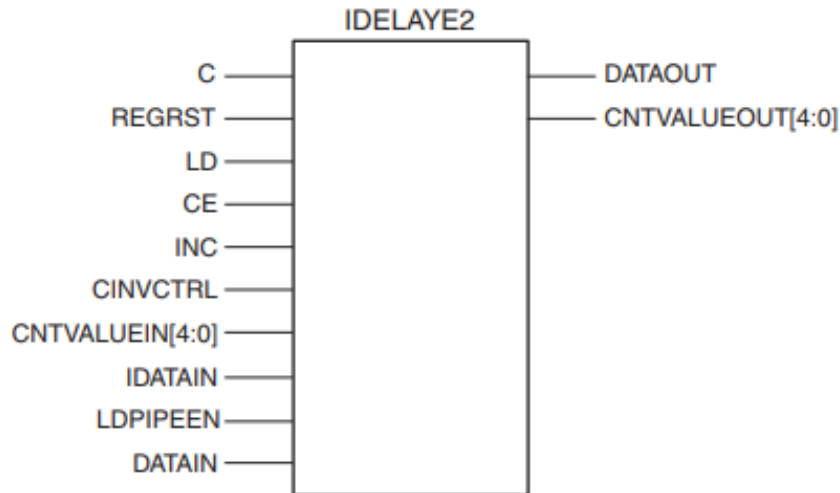 IDELAYE2
C
REGRST
LD
CE
INC
CINVCTRL
CNTVALUEIN[4:0]
IDATAIN
LDPIPEEN
DATAIN
DATAOUT
CNTVALUEOUT[4:0]